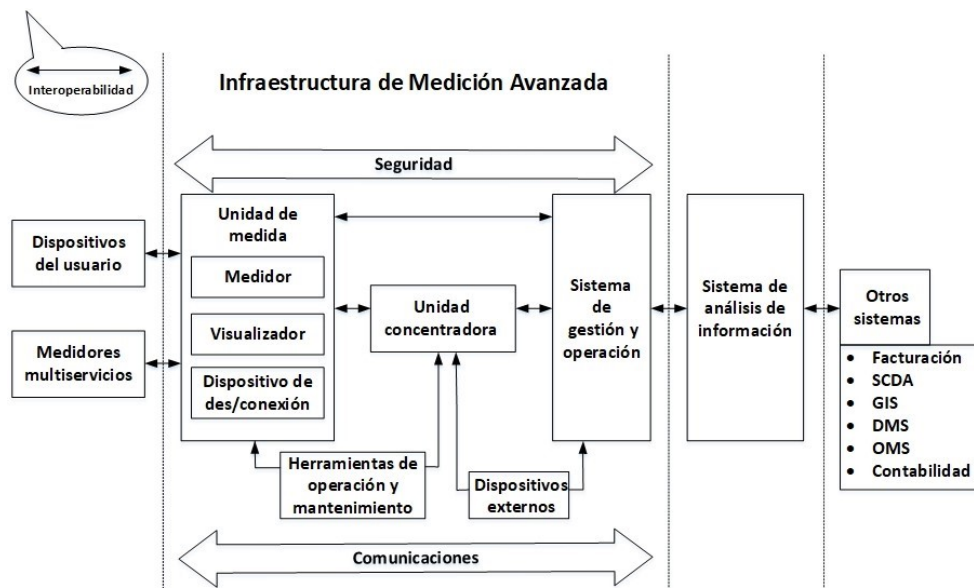 Interoperabilidad
Infraestructura de Medición Avanzada
Seguridad
Dispositivos
del usuario
Medidores
multiservicios
Unidad de
medida
Medidor
Visualizador
Dispositivo de
des/conexión
Unidad
concentradora
Sistema
de
gestión y
operación
Sistema de
análisis de
información
Otros
sistemas
Facturación
SCDA
GIS
DMS
OMS
Contabilidad
Herramientas de
operación y
mantenimiento
Dispositivos
externos
Comunicaciones